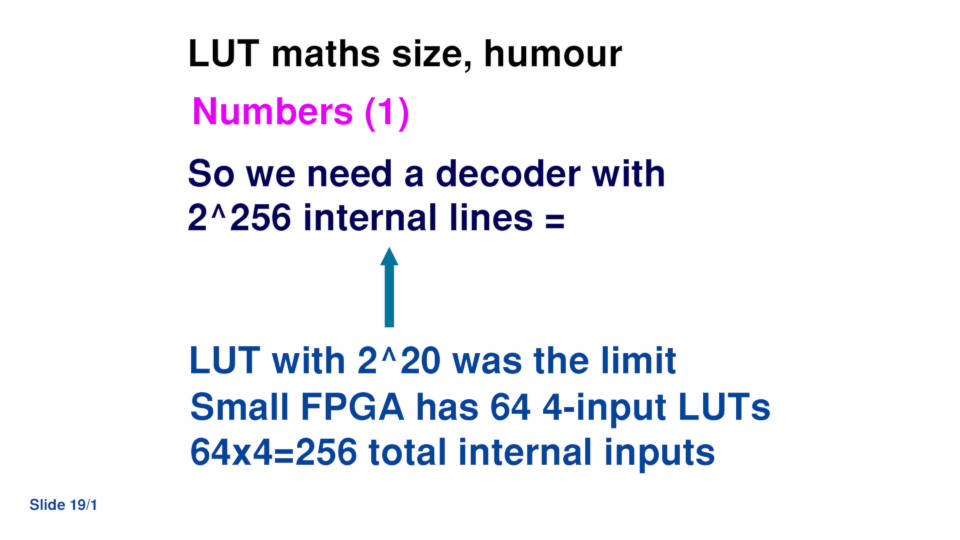 LUT maths size, humour
Numbers (1)
So we need a decoder with
2^256 internal lines =
LUT with 2^20 was the limit
Small FPGA has 64 4-input LUTs
64x4=256 total internal inputs
Slide 19/1